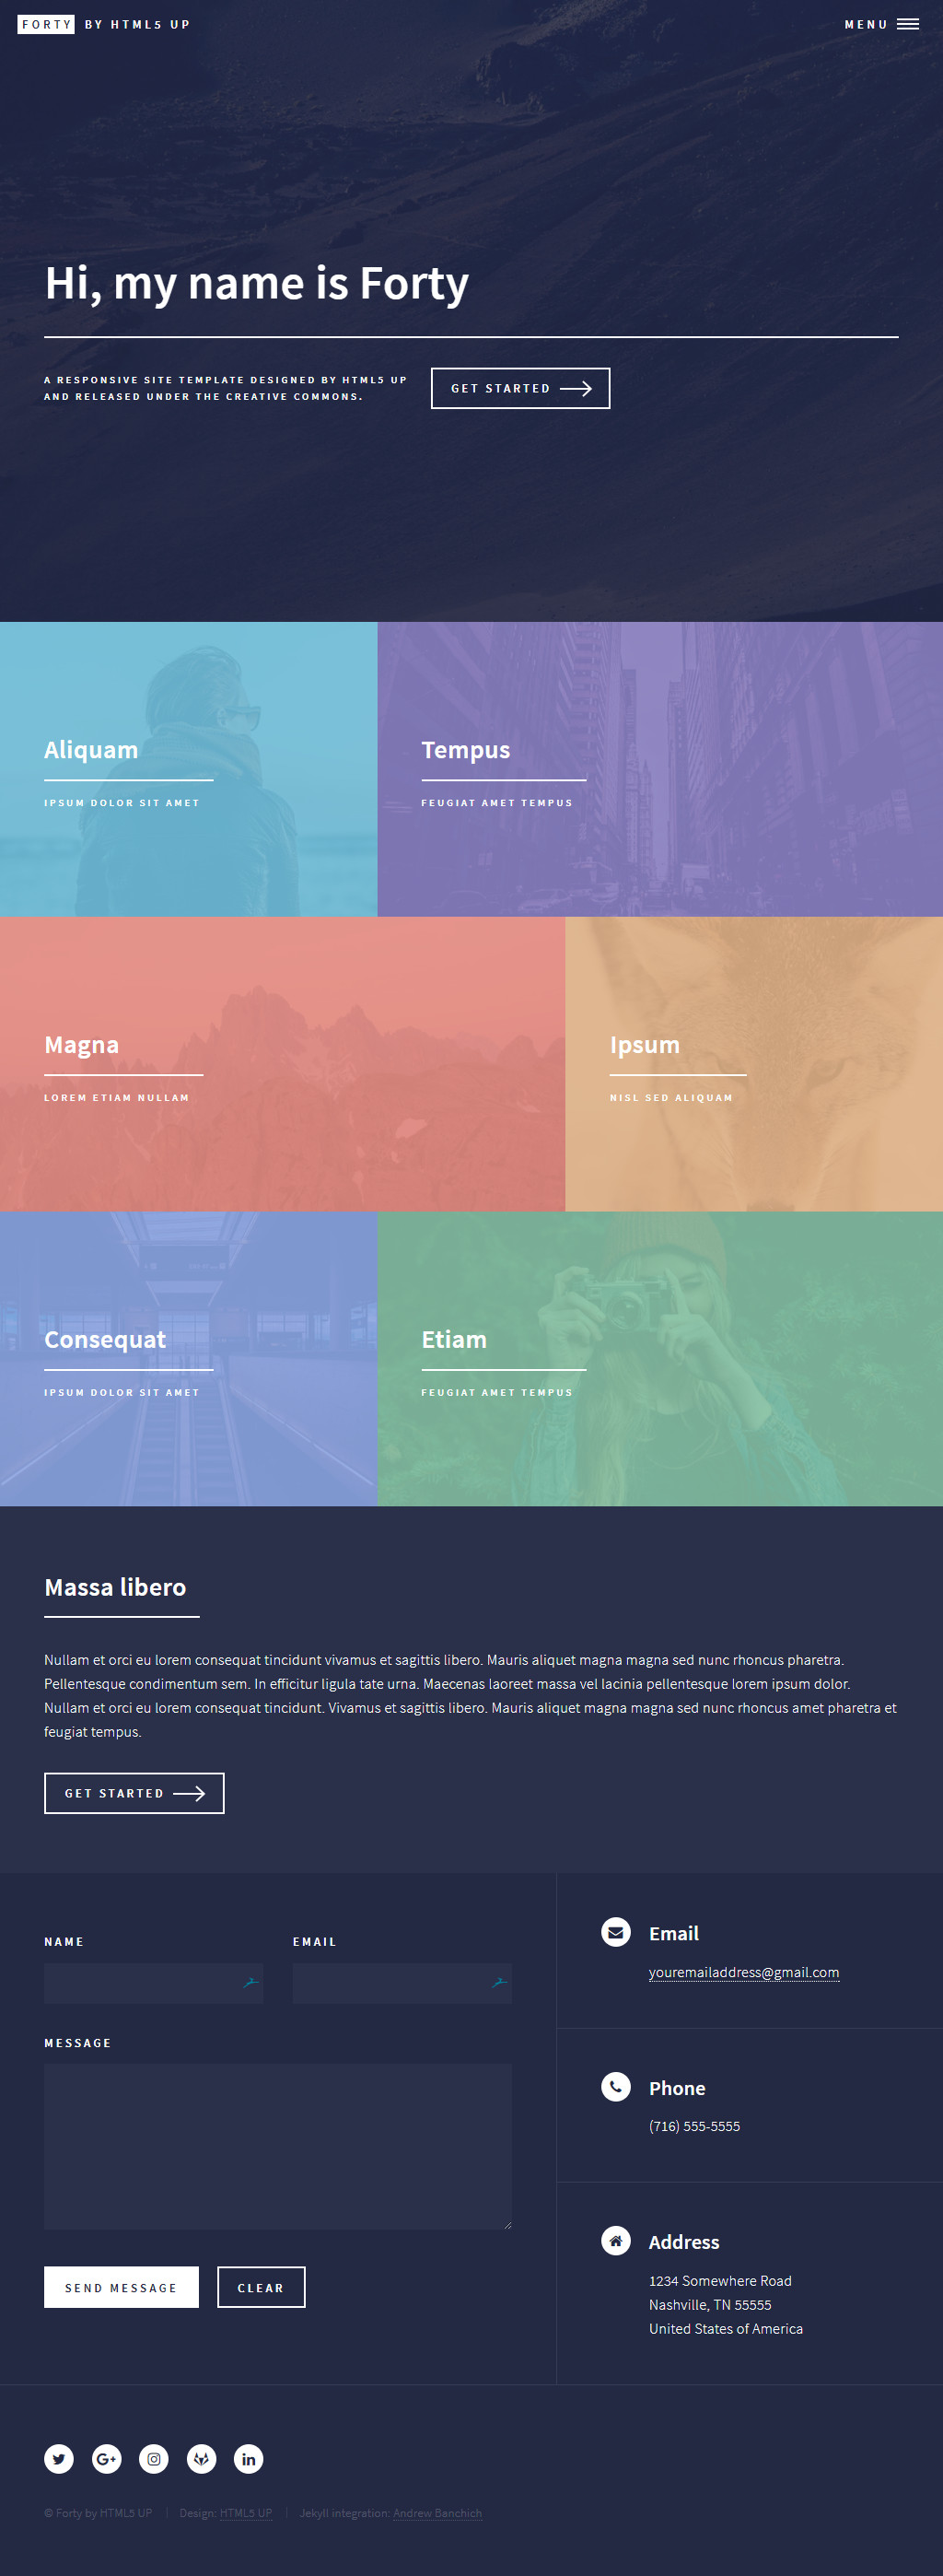 FORTY BY HTML5 UP
MENU
Hi, my name is Forty
A RESPONSIVE SITE TEMPLATE DESIGNED BY HTML5 UP
AND RELEASED UNDER THE CREATIVE COMMONS.
GET STARTED
Aliquam
IPSUM DOLOR SIT AMET
Tempus
FEUGIAT AMET TEMPUS
Magna
LOREM ETIAM NULLAM
Ipsum
NISL SED ALIQUAM
Consequat
IPSUM DOLOR SIT AMET
Etiam
FEUGIAT AMET TEMPUS
Massa libero
Nullam et orci eu lorem consequat tincidunt vivamus et sagittis libero. Mauris aliquet magna magna sed nunc rhoncus pharetra.
Pellentesque condimentum sem. In efficitur ligula tate urna. Maecenas laoreet massa vel lacinia pellentesque lorem ipsum dolor.
Nullam et orci eu lorem consequat tincidunt. Vivamus et sagittis libero. Mauris aliquet magna magna sed nunc rhoncus amet pharetra et
feugiat tempus.
GET STARTED
NAME
EMAIL
MESSAGE
SEND MESSAGE
CLEAR
Email
youremailaddress@gmail.com
Phone
(716) 555-5555
Address
1234 Somewhere Road
Nashville, TN 55555
United States of America
© Forty by HTML5 UP | Design: HTML5 UP | Jekyll integration: Andrew Banchich